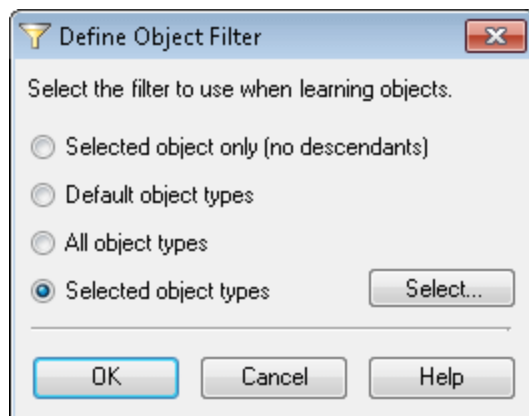 Define Object Filter
Select the filter to use when learning objects.
Selected object only (no descendants)
Default object types
All object types
Selected object types
Select...
OK
Cancel
Help